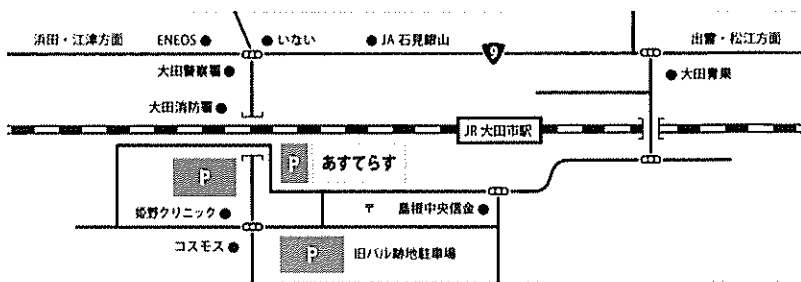 浜田・江津方面
ENEOS
いない
JA 石見銀山
9
出雲・松江方面
大田警察署
大田青果
大田消防署
JR 大田市駅
P
P
あすてらす
姫野クリニック
〒
島根中央信金
コスモス
P
旧パル跡地駐車場